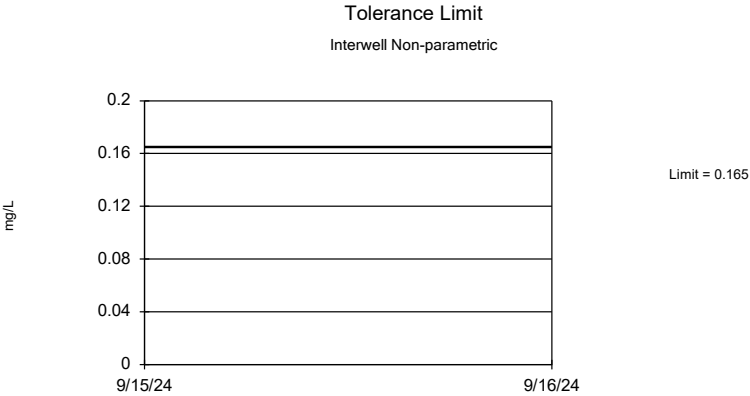 Tolerance Limit
Interwell Non-parametric
0.2
0.16
0.12
0.08
0.04
0
mg/L
Limit = 0.165
9/15/24
9/16/24